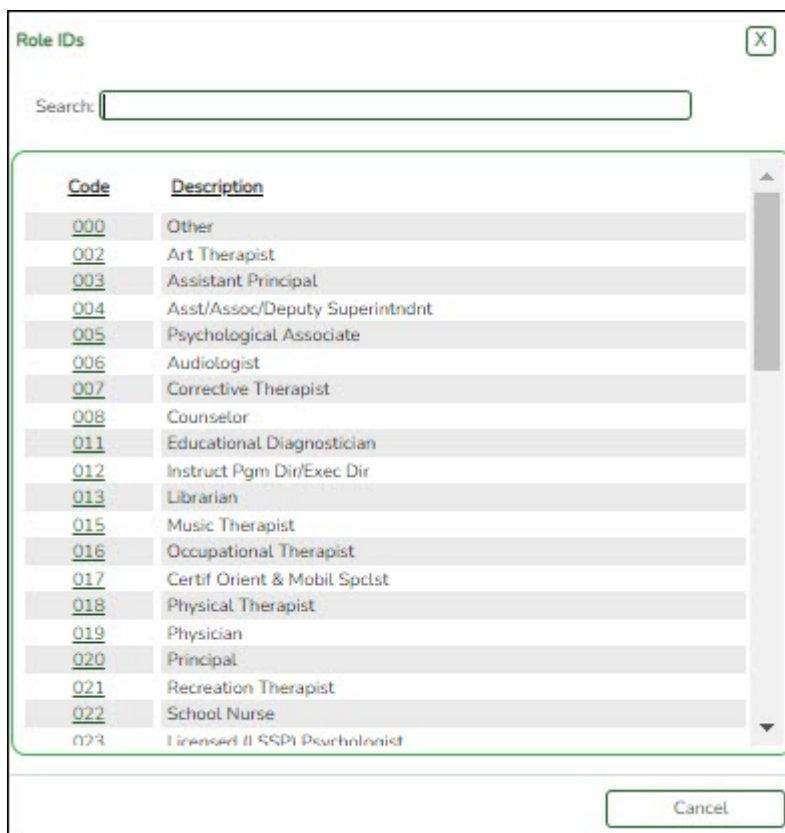 Role IDs X
Search:
Code Description
000 Other
002 Art Therapist
003 Assistant Principal
004 Asst/Assoc/Deputy Superintndnt
005 Psychological Associate
006 Audiologist
007 Corrective Therapist
008 Counselor
011 Educational Diagnostician
012 Instruct Pgm Dir/Exec Dir
013 Librarian
015 Music Therapist
016 Occupational Therapist
017 Certif Orient & Mobil Spclst
018 Physical Therapist
019 Physician
020 Principal
021 Recreation Therapist
022 School Nurse
023 Licensed (LSSP) Psychologist
Cancel